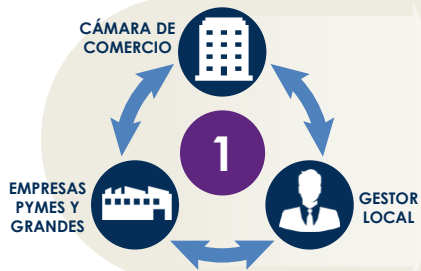 CÁMARA DE
COMERCIO
1
EMPRESAS
PYMES Y
GRANDES
GESTOR
LOCAL